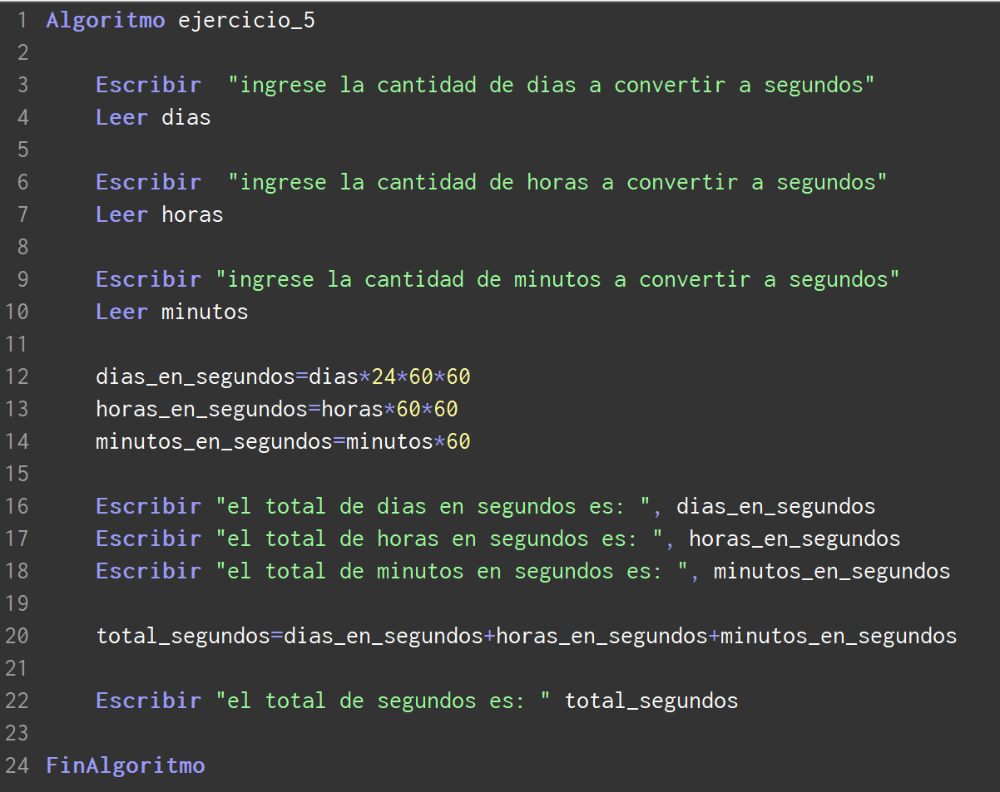 1 Algoritmo ejercicio_5
2
3 Escribir  "ingrese la cantidad de dias a convertir a segundos"
4 Leer dias
5
6 Escribir  "ingrese la cantidad de horas a convertir a segundos"
7 Leer horas
8
9 Escribir "ingrese la cantidad de minutos a convertir a segundos"
10 Leer minutos
11
12 dias_en_segundos=dias*24*60*60
13 horas_en_segundos=horas*60*60
14 minutos_en_segundos=minutos*60
15
16 Escribir "el total de dias en segundos es: ", dias_en_segundos
17 Escribir "el total de horas en segundos es: ", horas_en_segundos
18 Escribir "el total de minutos en segundos es: ", minutos_en_segundos
19
20 total_segundos=dias_en_segundos+horas_en_segundos+minutos_en_segundos
21
22 Escribir "el total de segundos es: " total_segundos
23
24 FinAlgoritmo